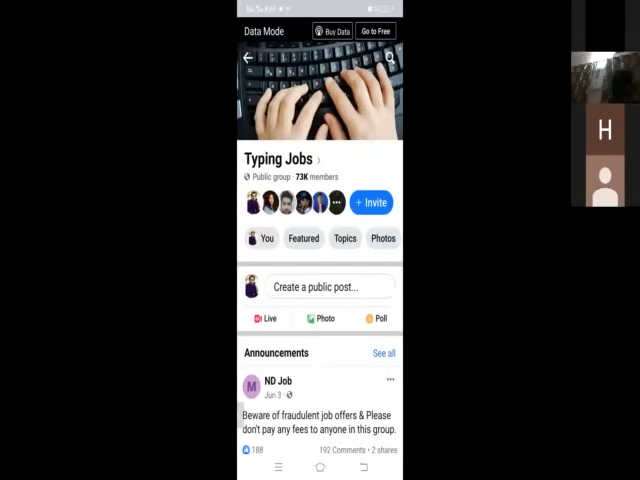 Data Mode
Buy Data
Go to Free
Typing Jobs ›
Public group · 73K members
+ Invite
You
Featured
Topics
Photos
Create a public post...
Live
Photo
Poll
Announcements
See all
M
ND Job
Jun 3 ·
Beware of fraudulent job offers & Please
don't pay any fees to anyone in this group.
188
192 Comments • 2 shares
H